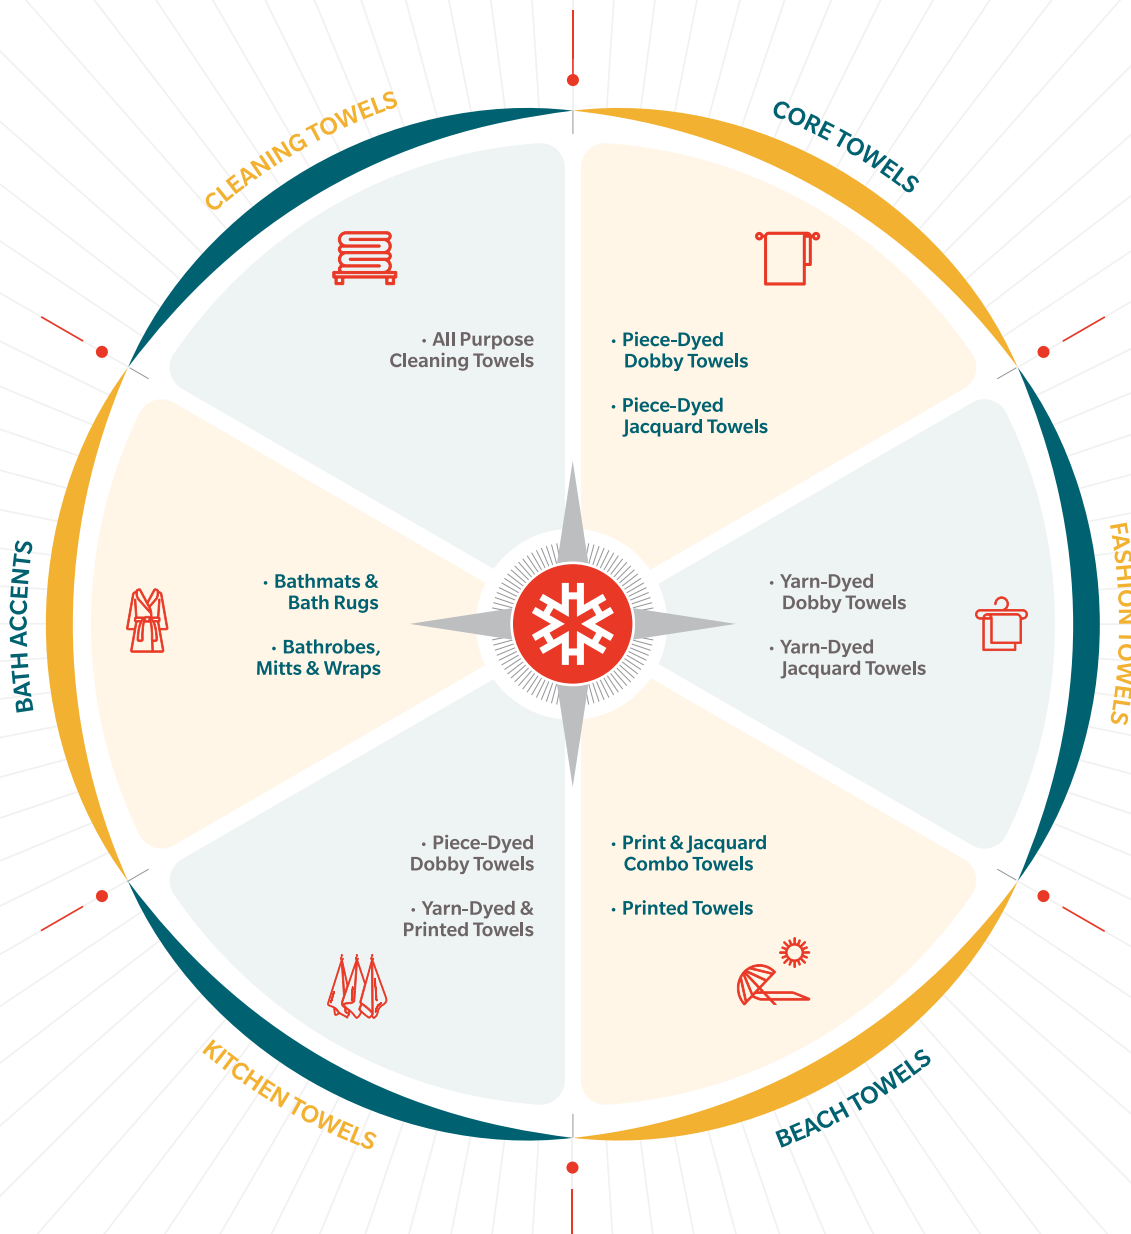 CLEANING TOWELS
CORE TOWELS
· All Purpose
Cleaning Towels
· Piece-Dyed
Dobby Towels
· Piece-Dyed
Jacquard Towels
BATH ACCENTS
· Bathmats &
Bath Rugs
· Bathrobes,
Mitts & Wraps
· Yarn-Dyed
Dobby Towels
· Yarn-Dyed
Jacquard Towels
FASHION TOWELS
· Piece-Dyed
Dobby Towels
· Yarn-Dyed &
Printed Towels
· Print & Jacquard
Combo Towels
· Printed Towels
KITCHEN TOWELS
BEACH TOWELS